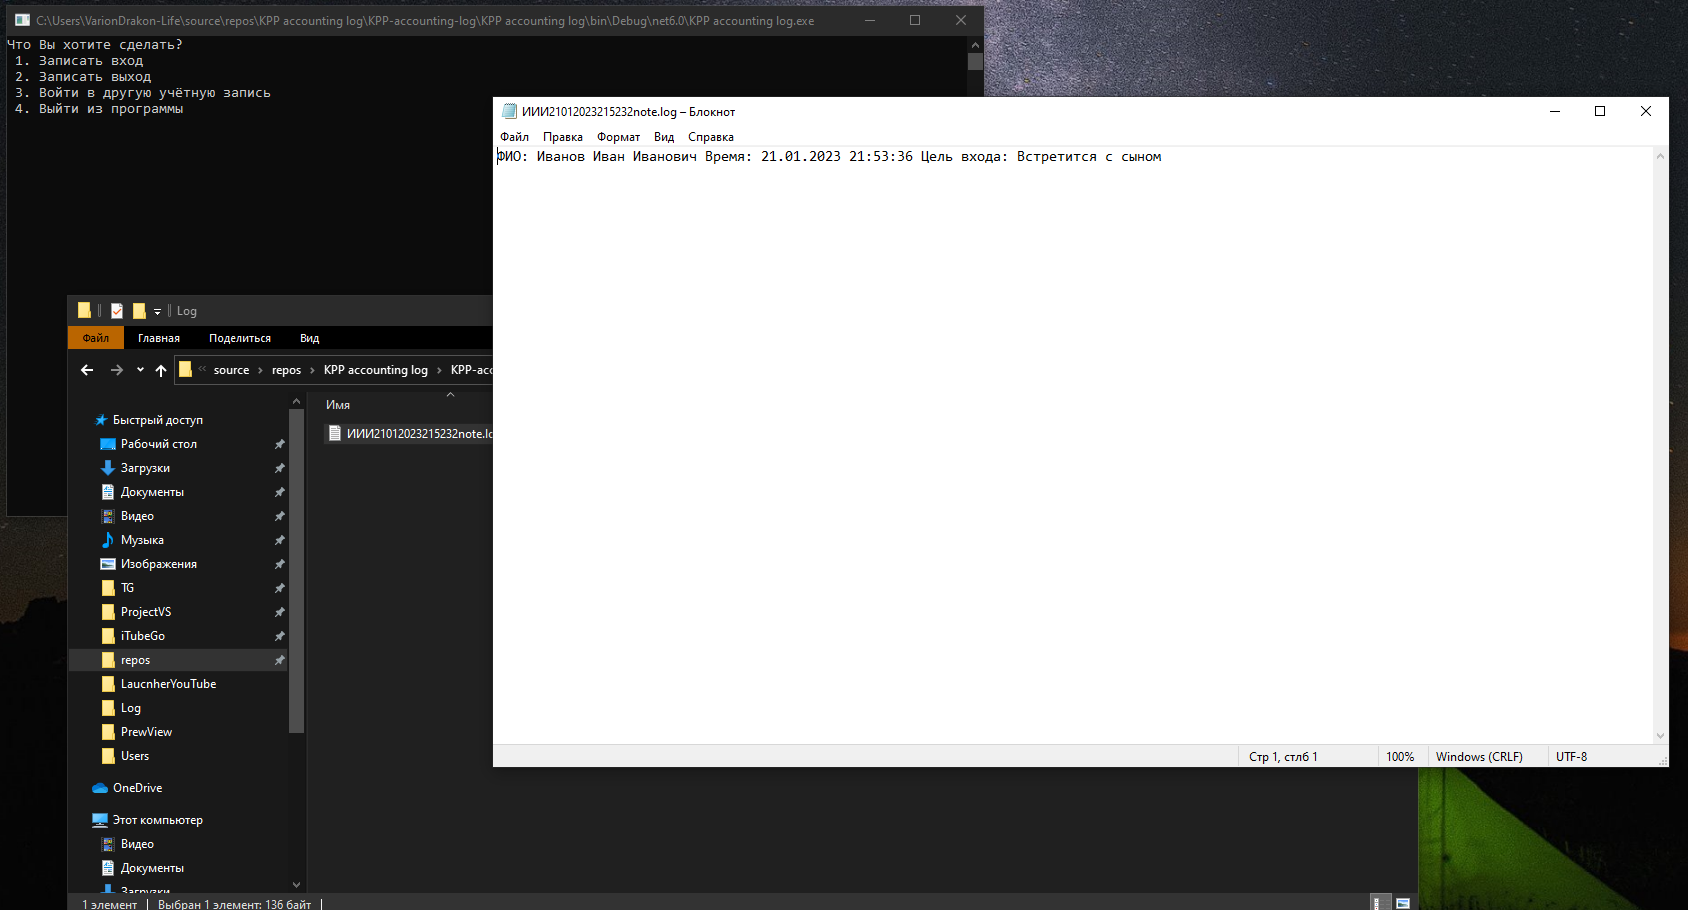 C:\Users\VarionDrakon-Life\source\repos\KPP accounting log\KPP-accounting-log\KPP accounting log\bin\Debug\net6.0\KPP accounting log.exe
Что Вы хотите сделать?
1. Записать вход
2. Записать выход
3. Войти в другую учётную запись
4. Выйти из программы
ИИИ21012023215232note.log – Блокнот
Файл Правка Формат Вид Справка
ФИО: Иванов Иван Иванович Время: 21.01.2023 21:53:36 Цель входа: Встретится с сыном
Стр 1, стлб 1 100% Windows (CRLF) UTF-8
Log
Файл Главная Поделиться Вид
« source › repos › KPP accounting log › KPP-acc
Имя
ИИИ21012023215232note.lo
Быстрый доступ
Рабочий стол
Загрузки
Документы
Видео
Музыка
Изображения
TG
ProjectVS
iTubeGo
repos
LaucnherYouTube
Log
PrewView
Users
OneDrive
Этот компьютер
Видео
Документы
Загрузки
1 элемент Выбран 1 элемент: 136 байт